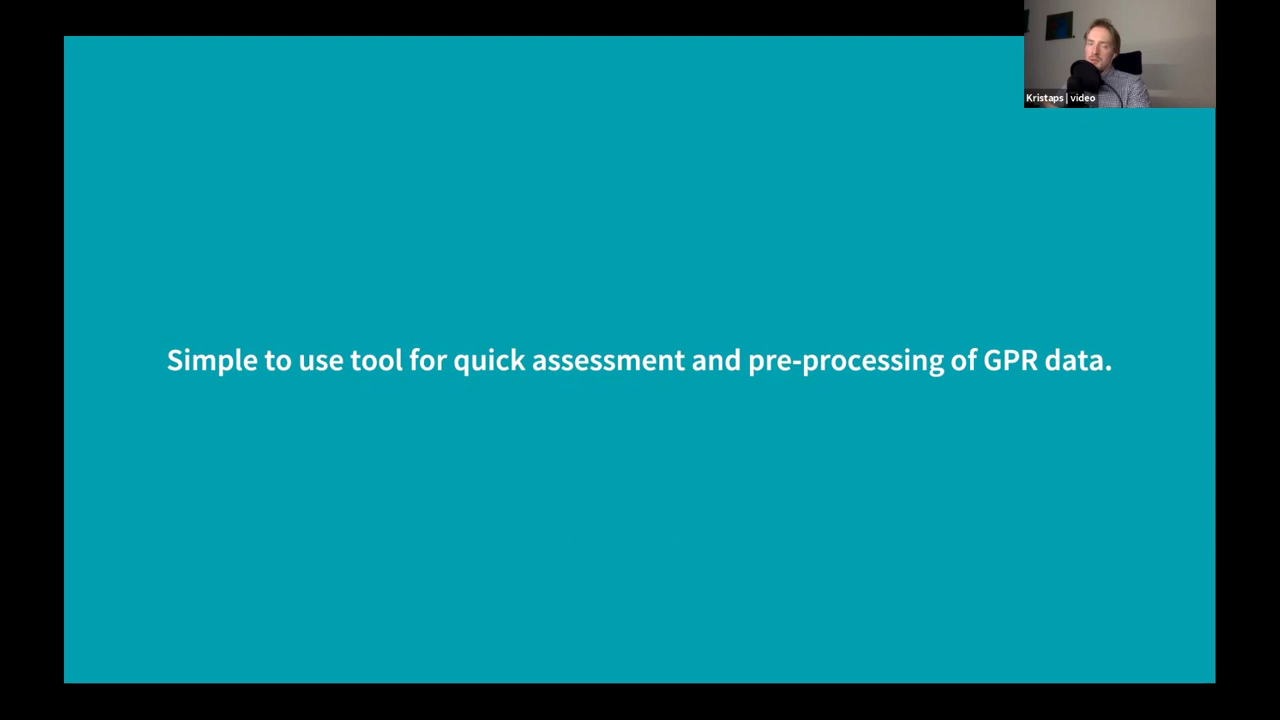 Kristaps | video
Simple to use tool for quick assessment and pre-processing of GPR data.